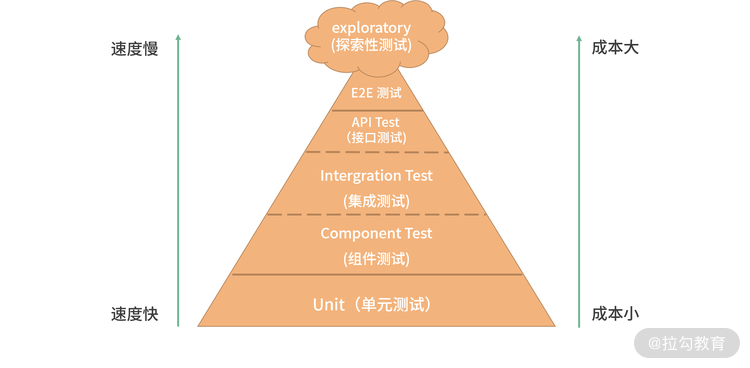 exploratory
(探索性测试)
速度慢
成本大
E2E 测试
API Test
(接口测试)
Intergration Test
(集成测试)
Component Test
(组件测试)
Unit（单元测试）
速度快
成本小
@拉勾教育